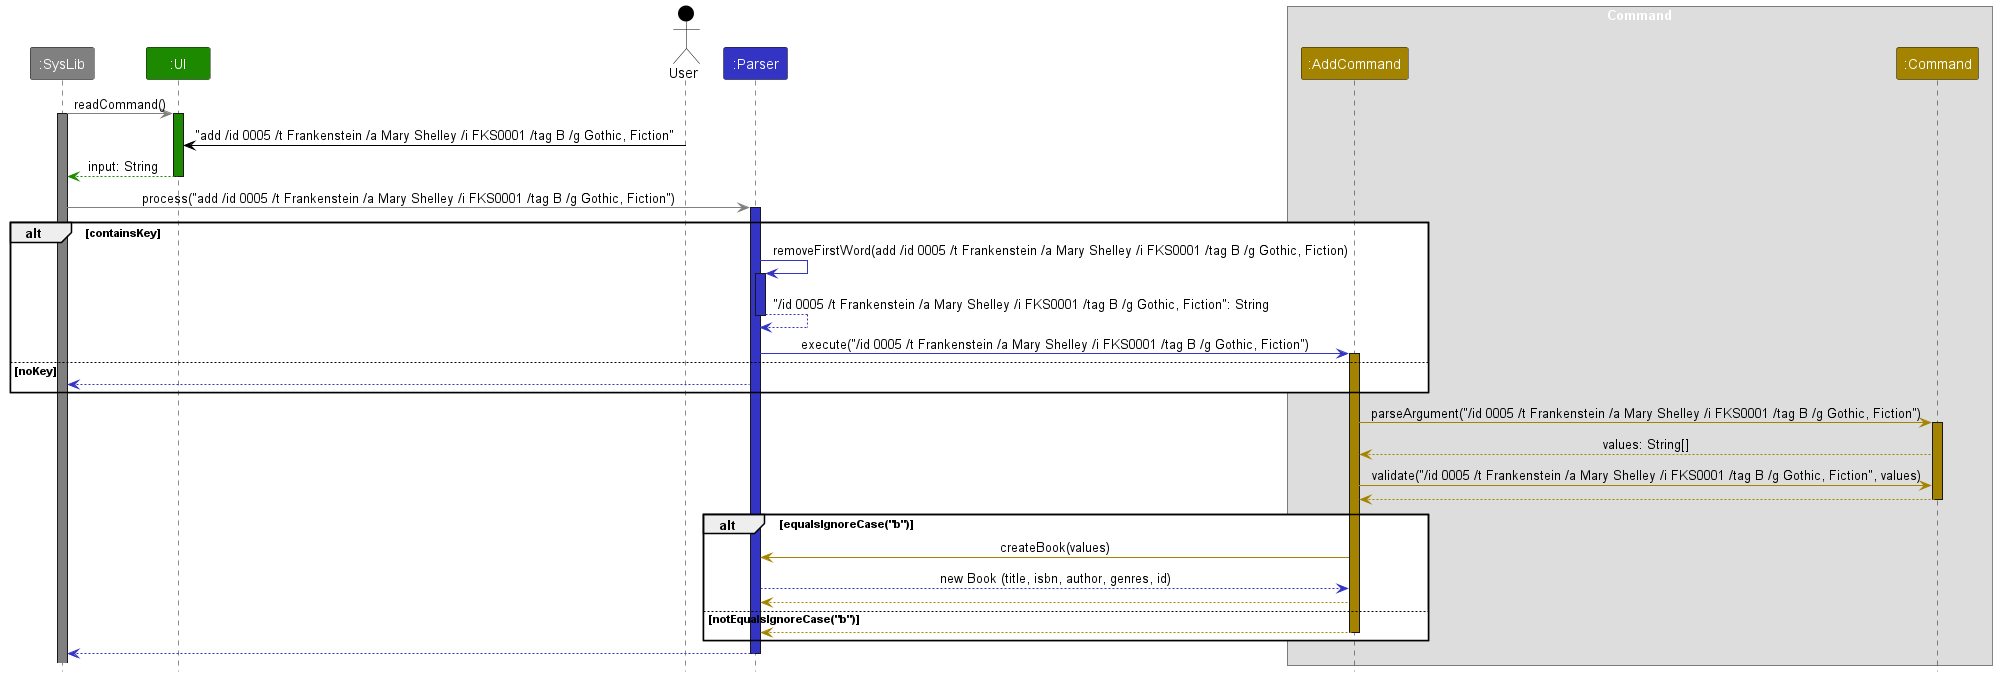 Command
:SysLib
:UI
User
:Parser
:AddCommand
:Command
readCommand()
"add /id 0005 /t Frankenstein /a Mary Shelley /i FKS0001 /tag B /g Gothic, Fiction"
input: String
process("add /id 0005 /t Frankenstein /a Mary Shelley /i FKS0001 /tag B /g Gothic, Fiction")
alt
[containsKey]
removeFirstWord(add /id 0005 /t Frankenstein /a Mary Shelley /i FKS0001 /tag B /g Gothic, Fiction)
"/id 0005 /t Frankenstein /a Mary Shelley /i FKS0001 /tag B /g Gothic, Fiction": String
execute("/id 0005 /t Frankenstein /a Mary Shelley /i FKS0001 /tag B /g Gothic, Fiction")
[noKey]
parseArgument("/id 0005 /t Frankenstein /a Mary Shelley /i FKS0001 /tag B /g Gothic, Fiction")
values: String[]
validate("/id 0005 /t Frankenstein /a Mary Shelley /i FKS0001 /tag B /g Gothic, Fiction", values)
alt
[equalsIgnoreCase("b")]
createBook(values)
new Book (title, isbn, author, genres, id)
[notEqualsIgnoreCase("b")]